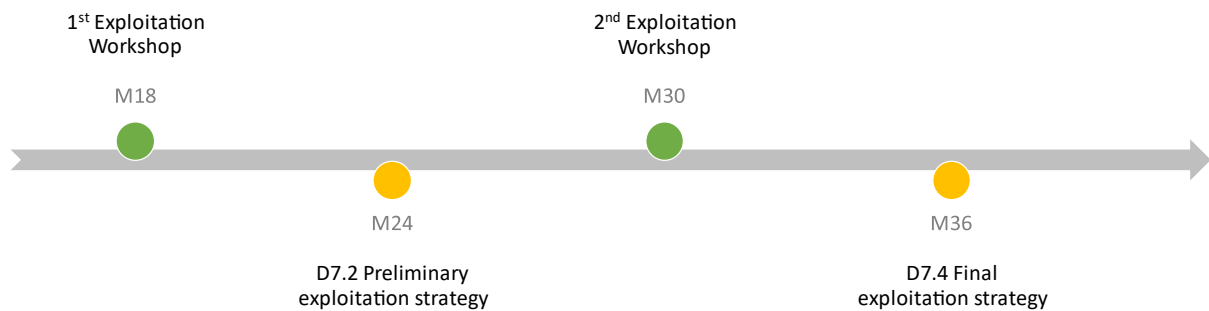 1st Exploitation
Workshop
M18
2nd Exploitation
Workshop
M30
M24
D7.2 Preliminary
exploitation strategy
M36
D7.4 Final
exploitation strategy